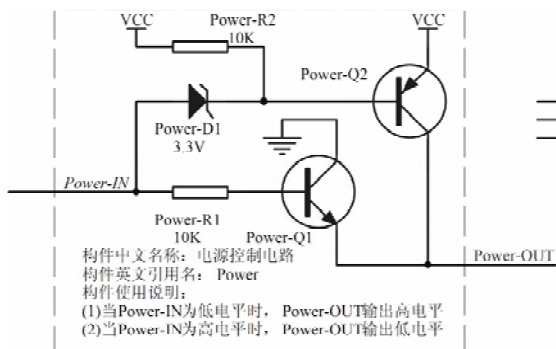 VCC
Power-R2
10K
VCC
Power-Q2
Power-D1
3.3V
Power-IN
Power-R1
10K
Power-Q1
Power-OUT
构件中文名称：电源控制电路
构件英文引用名： Power
构件使用说明：
(1)当Power-IN为低电平时， Power-OUT输出高电平
(2)当Power-IN为高电平时， Power-OUT输出低电平